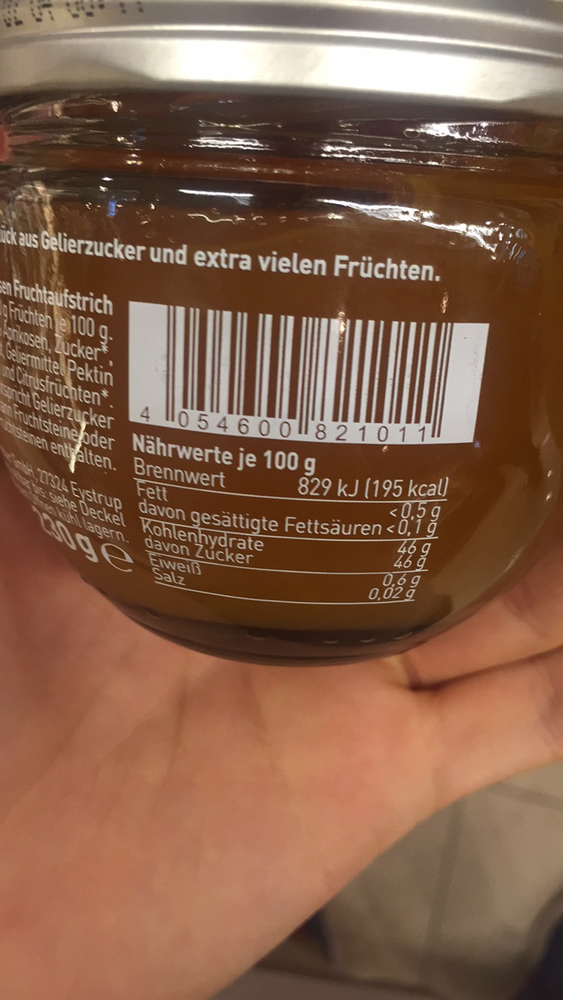 aus Gelierzucker und extra vielen Früchten.
Fruchtaufstrich
Früchten je 100 g.
Aprikosen, Zucker*,
Geliermittel Pektin
Citrusfrüchten*.
Gelierzucker
Fruchtsteine oder
enthalten.
27324 Eystrup
siehe Deckel
kühl lagern.
230g e
4 054600 821011
Nährwerte je 100 g
Brennwert 829 kJ (195 kcal)
Fett <0,5 g
davon gesättigte Fettsäuren <0,1 g
Kohlenhydrate 46 g
davon Zucker 46 g
Eiweiß 0,6 g
Salz 0,02 g